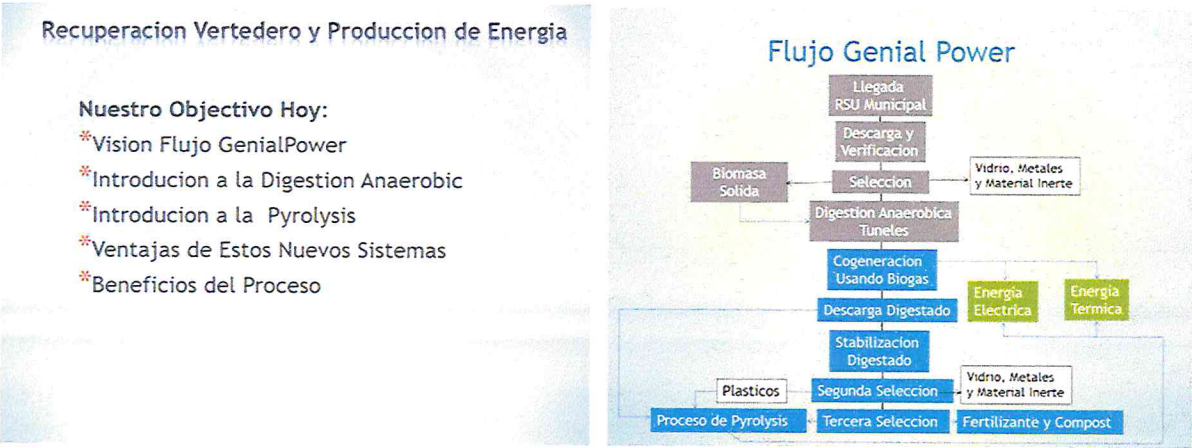 Recuperacion Vertedero y Produccion de Energia
Nuestro Objectivo Hoy:
*Vision Flujo GenialPower
*Introducion a la Digestion Anaerobic
*Introducion a la Pyrolysis
*Ventajas de Estos Nuevos Sistemas
*Beneficios del Proceso
Flujo Genial Power
Llegada
RSU Municipal
Descarga y
Verificacion
Biomasa
Solida
Seleccion
Vidrio, Metales
y Material Inerte
Digestion Anaerobica
Tuneles
Cogeneracion
Usando Biogas
Energia
Electrica
Energia
Termica
Descarga Digestado
Stabilizacion
Digestado
Plasticos
Segunda Seleccion
Vidrio, Metales
y Material Inerte
Proceso de Pyrolysis
Tercera Seleccion
Fertilizante y Compost